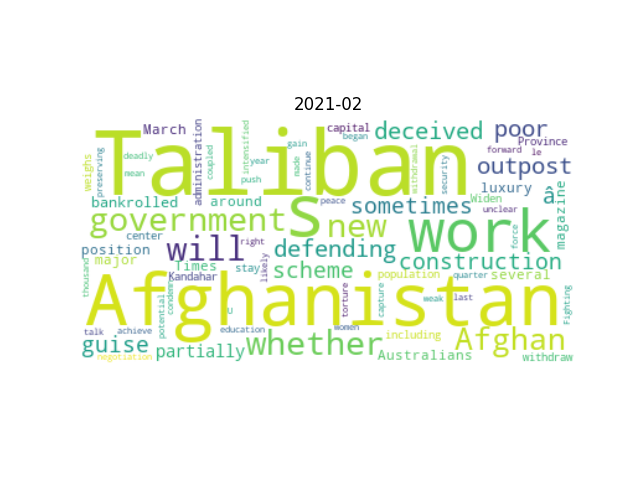 2021-02
March administration intensified gain capital began deceived poor Province
weighs preserving deadly mean coupled Taliban year push made continue withdrawal security forward le outpost
bankrolled around s peace sometimes luxury â magazine
government new Widen unclear work force
position center will right defending construction
major Times stay likely scheme population quarter several
thousand Kandahar potential condemn u Afghanistan torture capture weak last Fighting
talk achieve education women including Afghan
guise negotiation partially whether Australians withdraw